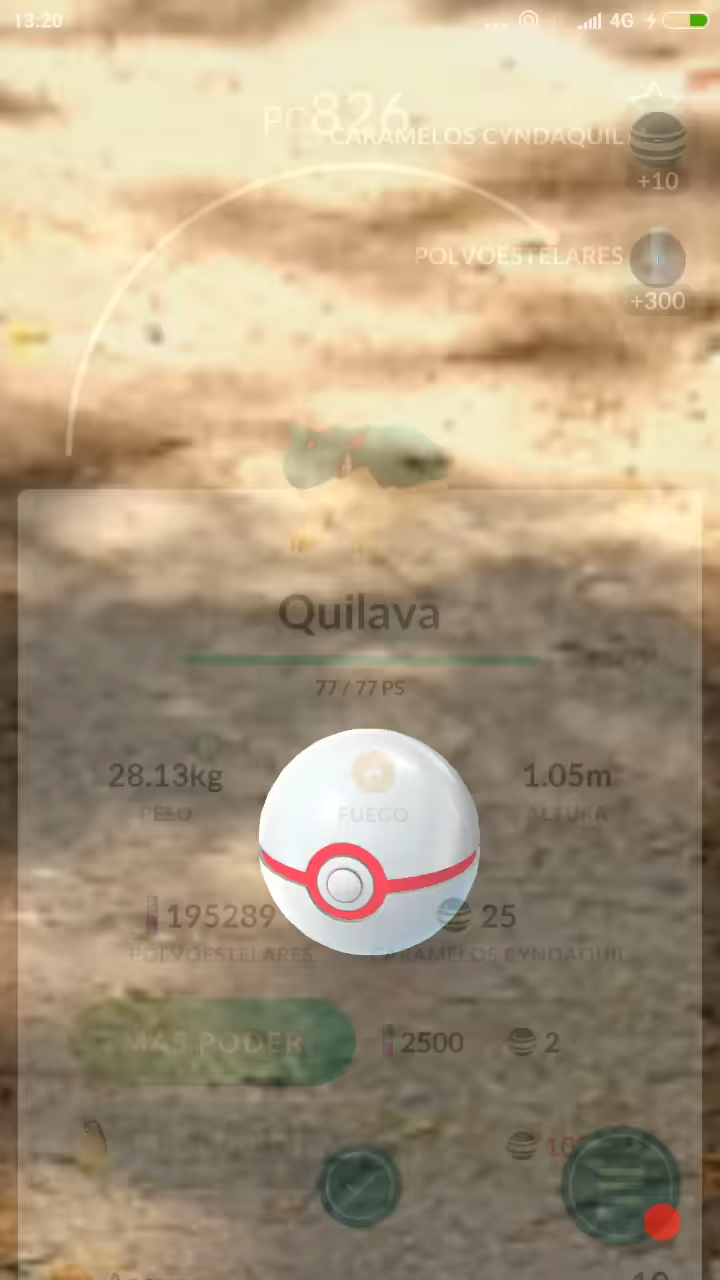 13:20
4G
PC826
CARAMELOS CYNDAQUIL
+10
POLVOESTELARES
+300
Quilava
77 / 77 PS
28.13kg
1.05m
PESO
FUEGO
ALTURA
195289
25
POLVOESTELARES
CARAMELOS CYNDAQUIL
MÁS PODER
2500
2